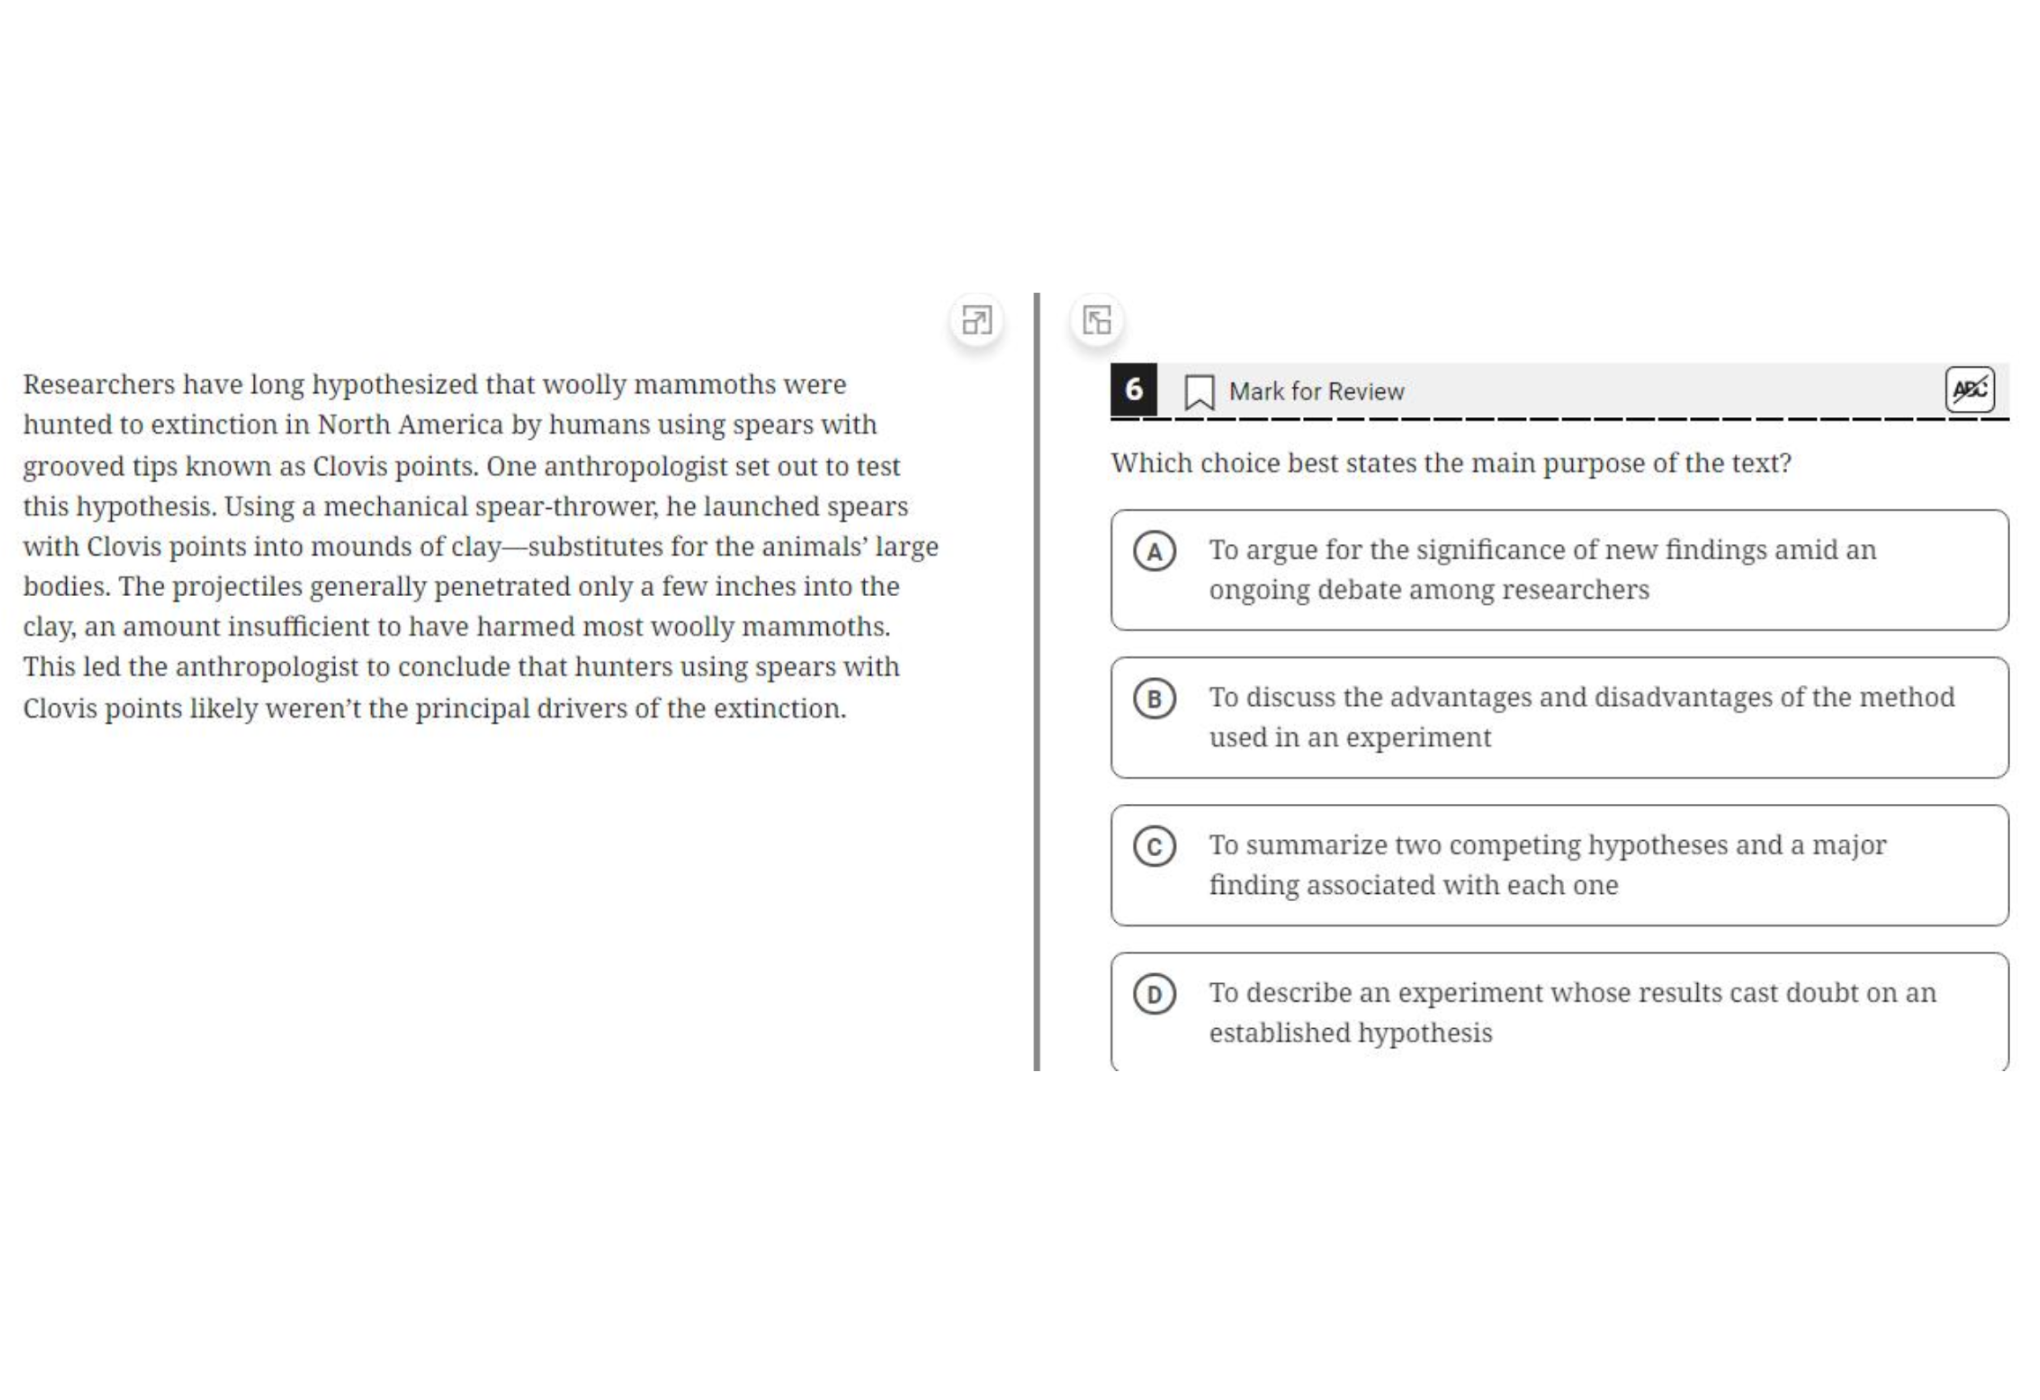 Researchers have long hypothesized that woolly mammoths were
hunted to extinction in North America by humans using spears with
grooved tips known as Clovis points. One anthropologist set out to test
this hypothesis. Using a mechanical spear-thrower, he launched spears
with Clovis points into mounds of clay—substitutes for the animals’ large
bodies. The projectiles generally penetrated only a few inches into the
clay, an amount insufficient to have harmed most woolly mammoths.
This led the anthropologist to conclude that hunters using spears with
Clovis points likely weren’t the principal drivers of the extinction.
6 Mark for Review ABC
Which choice best states the main purpose of the text?
A To argue for the significance of new findings amid an
ongoing debate among researchers
B To discuss the advantages and disadvantages of the method
used in an experiment
C To summarize two competing hypotheses and a major
finding associated with each one
D To describe an experiment whose results cast doubt on an
established hypothesis